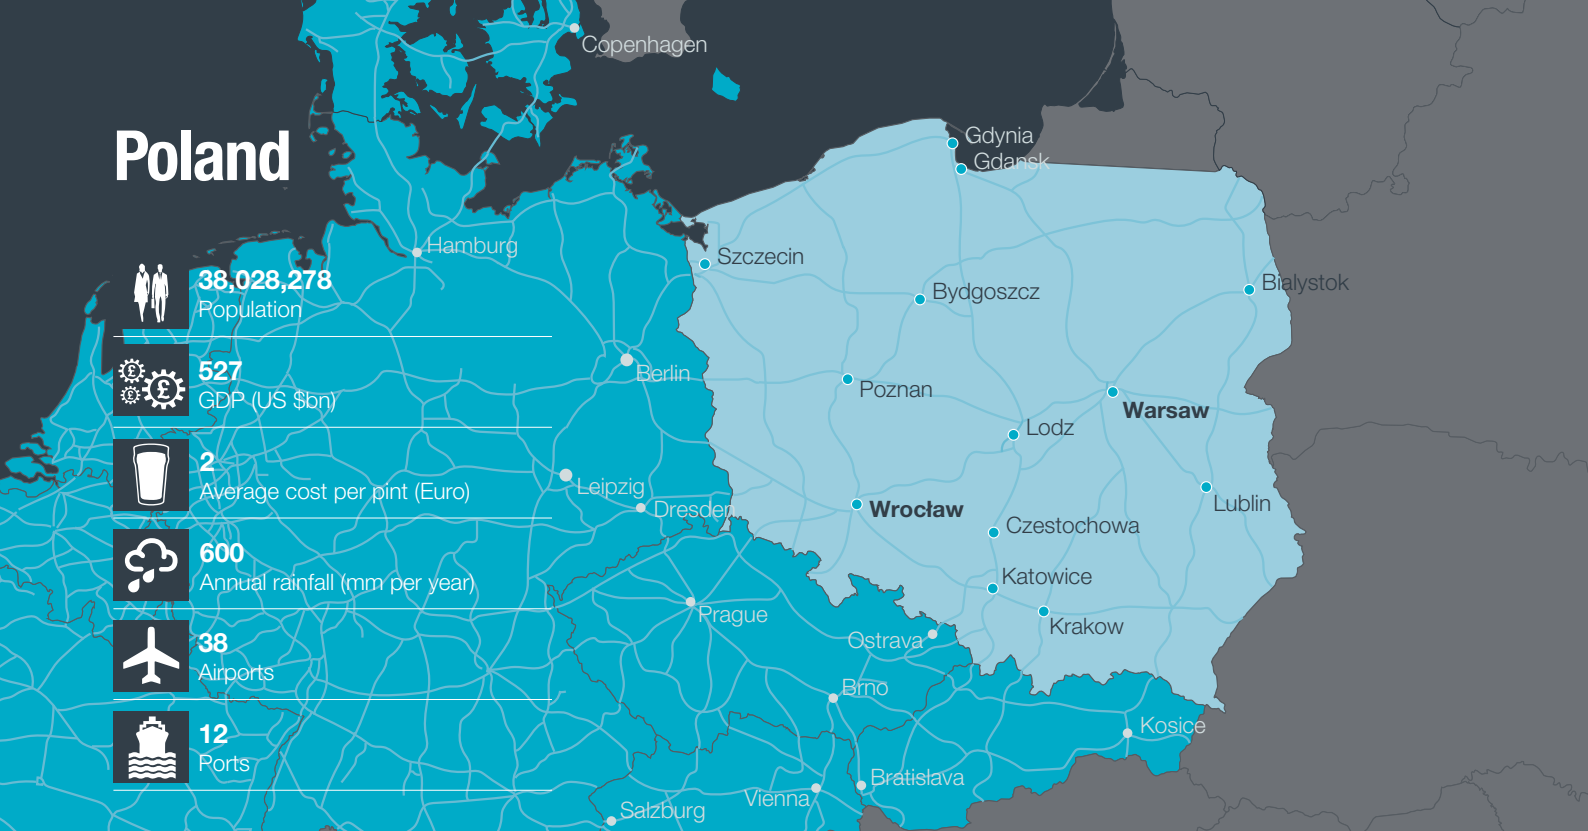 Copenhagen
Poland
Gdynia
Gdansk
Hamburg
Szczecin
38,028,278
Population
Bialystok
Bydgoszcz
Berlin
527
GDP (US $bn)
£
£
£
Poznan
Warsaw
Lodz
2
Average cost per pint (Euro)
Leipzig
Dresden
Wrocław
Lublin
Czestochowa
600
Annual rainfall (mm per year)
Katowice
Prague
Krakow
Ostrava
38
Airports
Brno
12
Ports
Kosice
Bratislava
Vienna
Salzburg